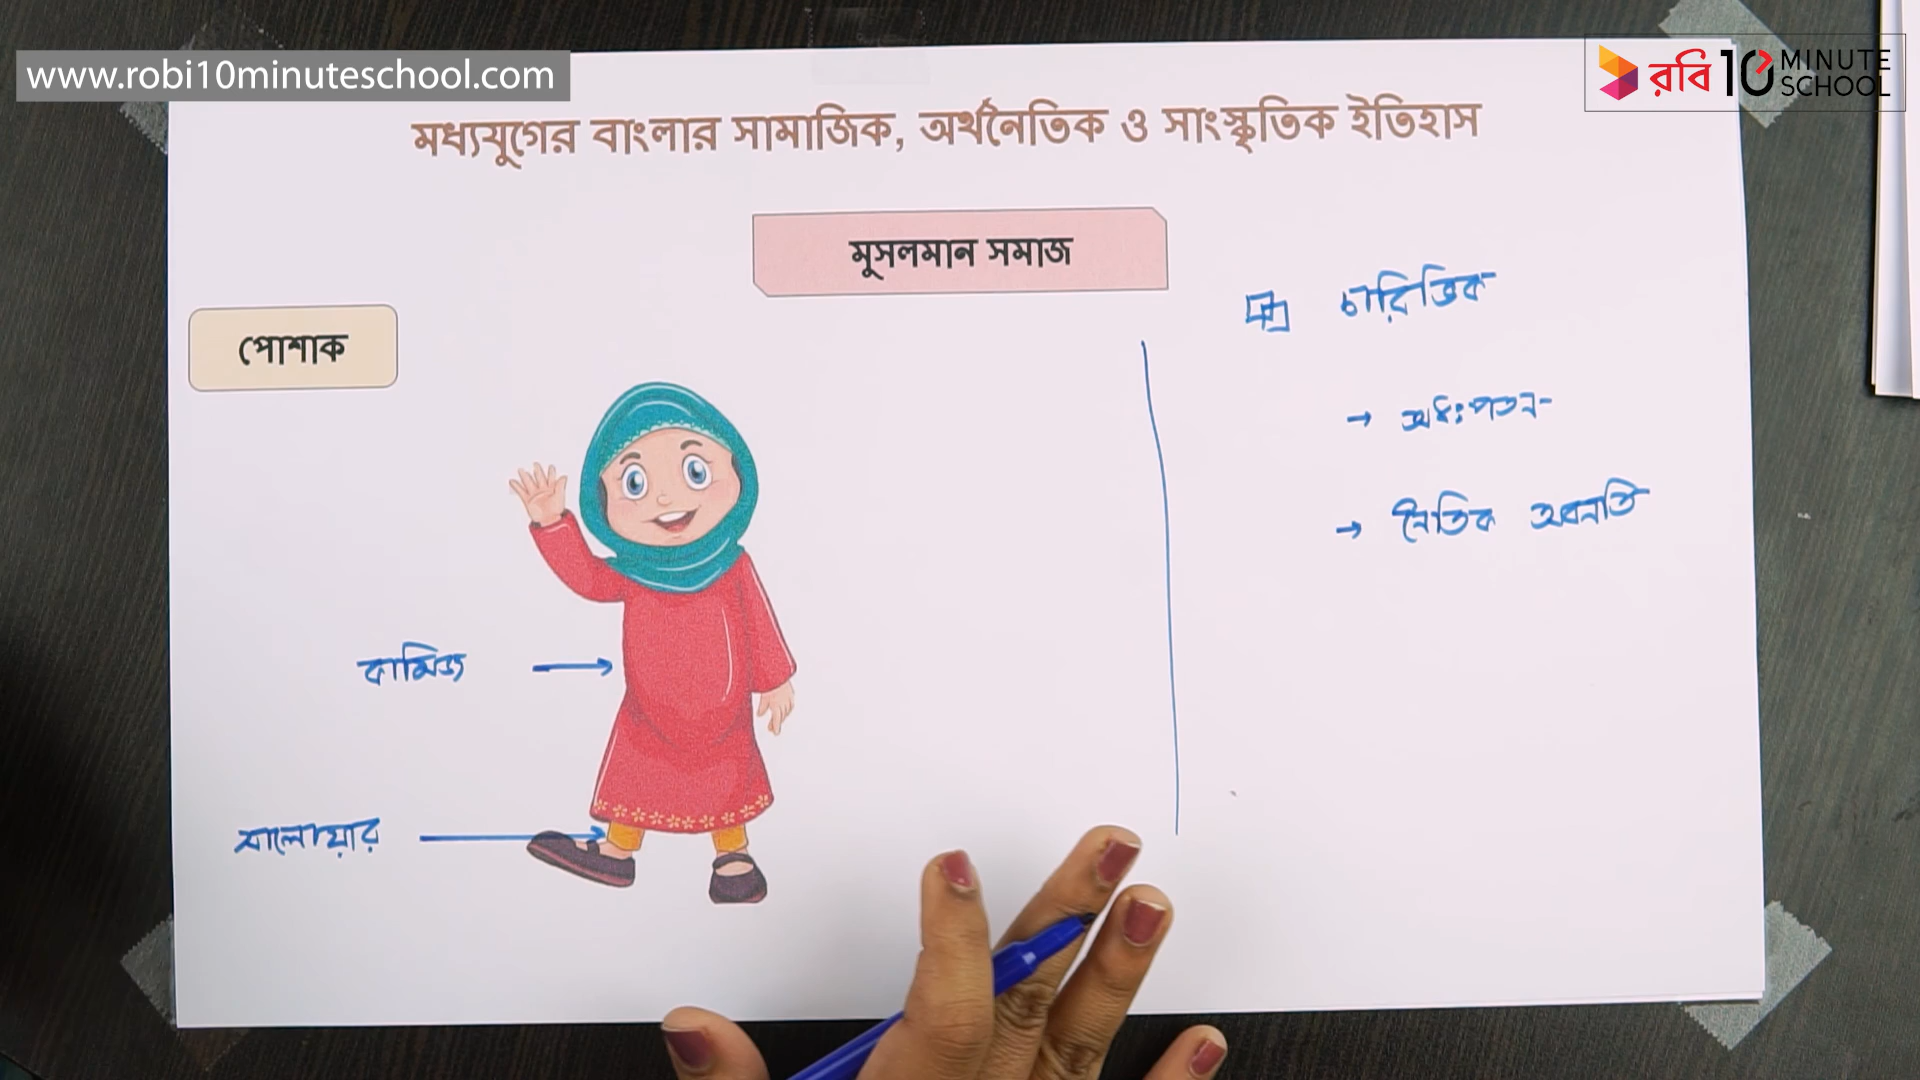 www.robi10minuteschool.com
রবি 10 MINUTE SCHOOL
মধ্যযুগের বাংলার সামাজিক, অর্থনৈতিক ও সাংস্কৃতিক ইতিহাস
মুসলমান সমাজ
পোশাক
কামিজ
সালোয়ার
চারিত্রিক
→ অধঃপতন
→ নৈতিক অবনতি